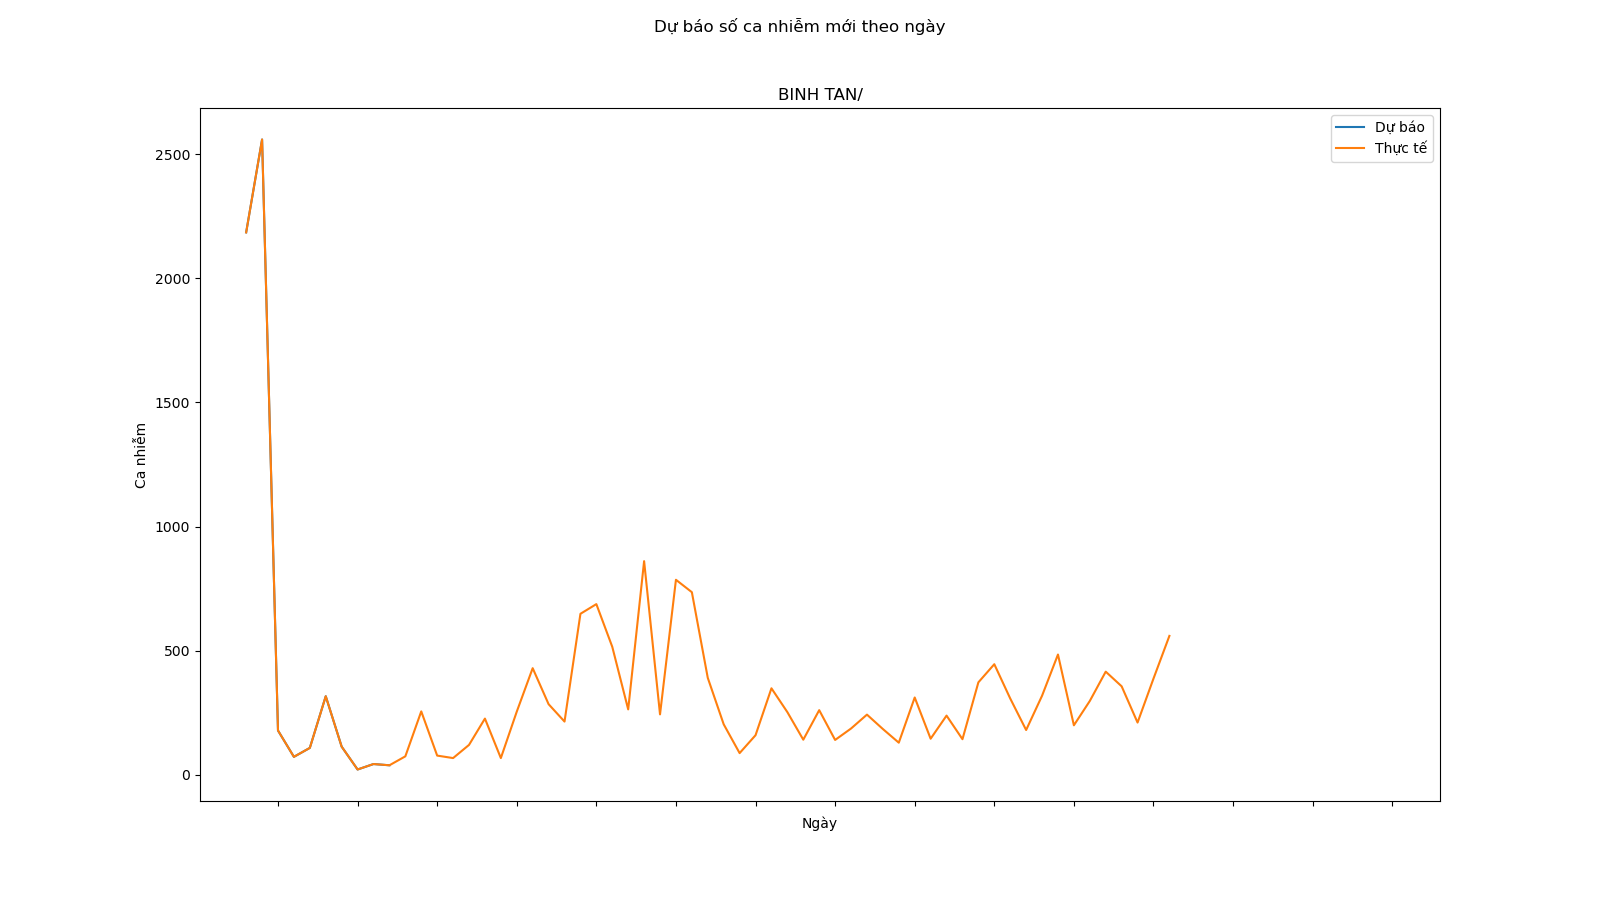 Dự báo số ca nhiễm mới theo ngày
BINH TAN/
Dự báo
Thực tế
2500
2000
1500
1000
500
0
Ca nhiễm
Ngày